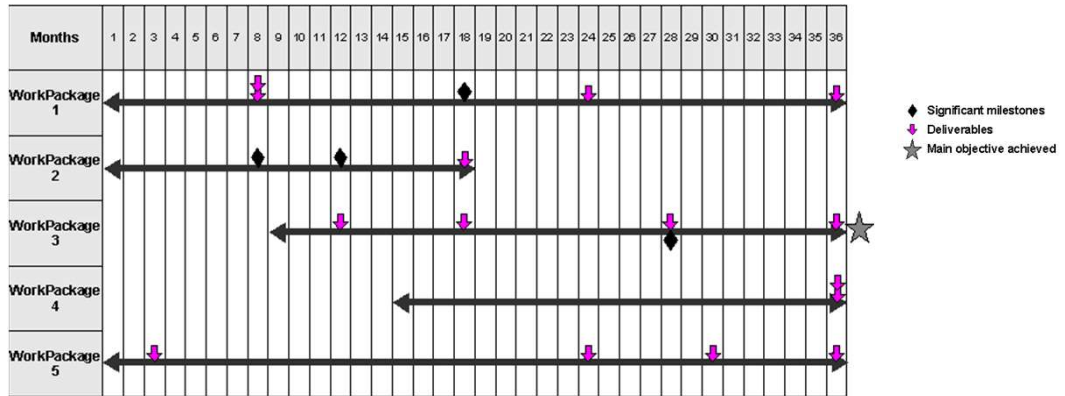 Months 1 2 3 4 5 6 7 8 9 10 11 12 13 14 15 16 17 18 19 20 21 22 23 24 25 26 27 28 29 30 31 32 33 34 35 36
WorkPackage
1
WorkPackage
2
WorkPackage
3
WorkPackage
4
WorkPackage
5
Significant milestones
Deliverables
Main objective achieved